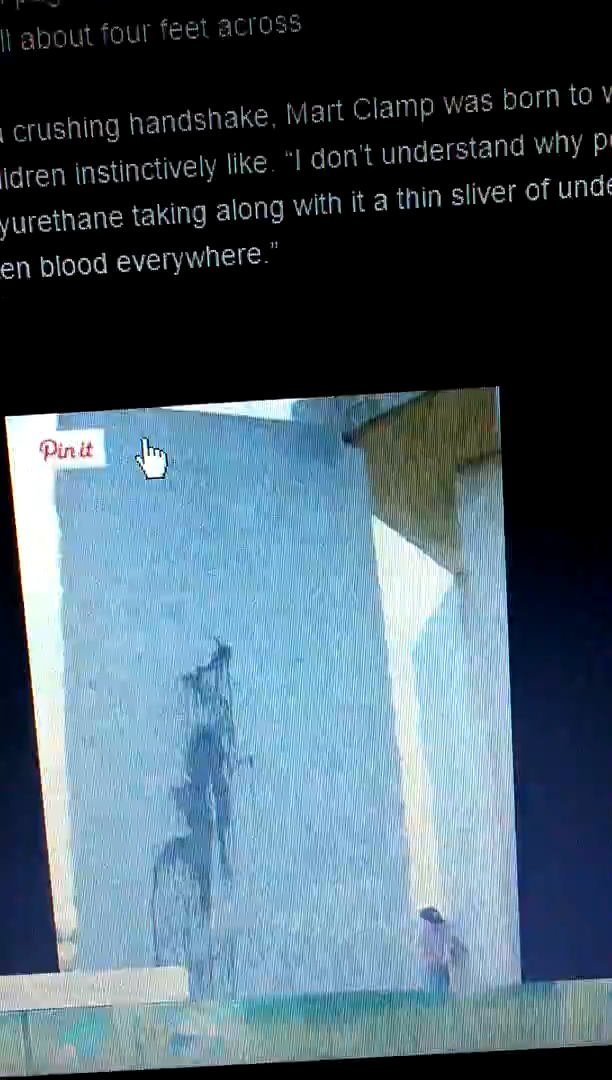 ll about four feet across
a crushing handshake, Mart Clamp was born to
ldren instinctively like. “I don't understand why
yurethane taking along with it a thin sliver of
en blood everywhere.”
Pin it